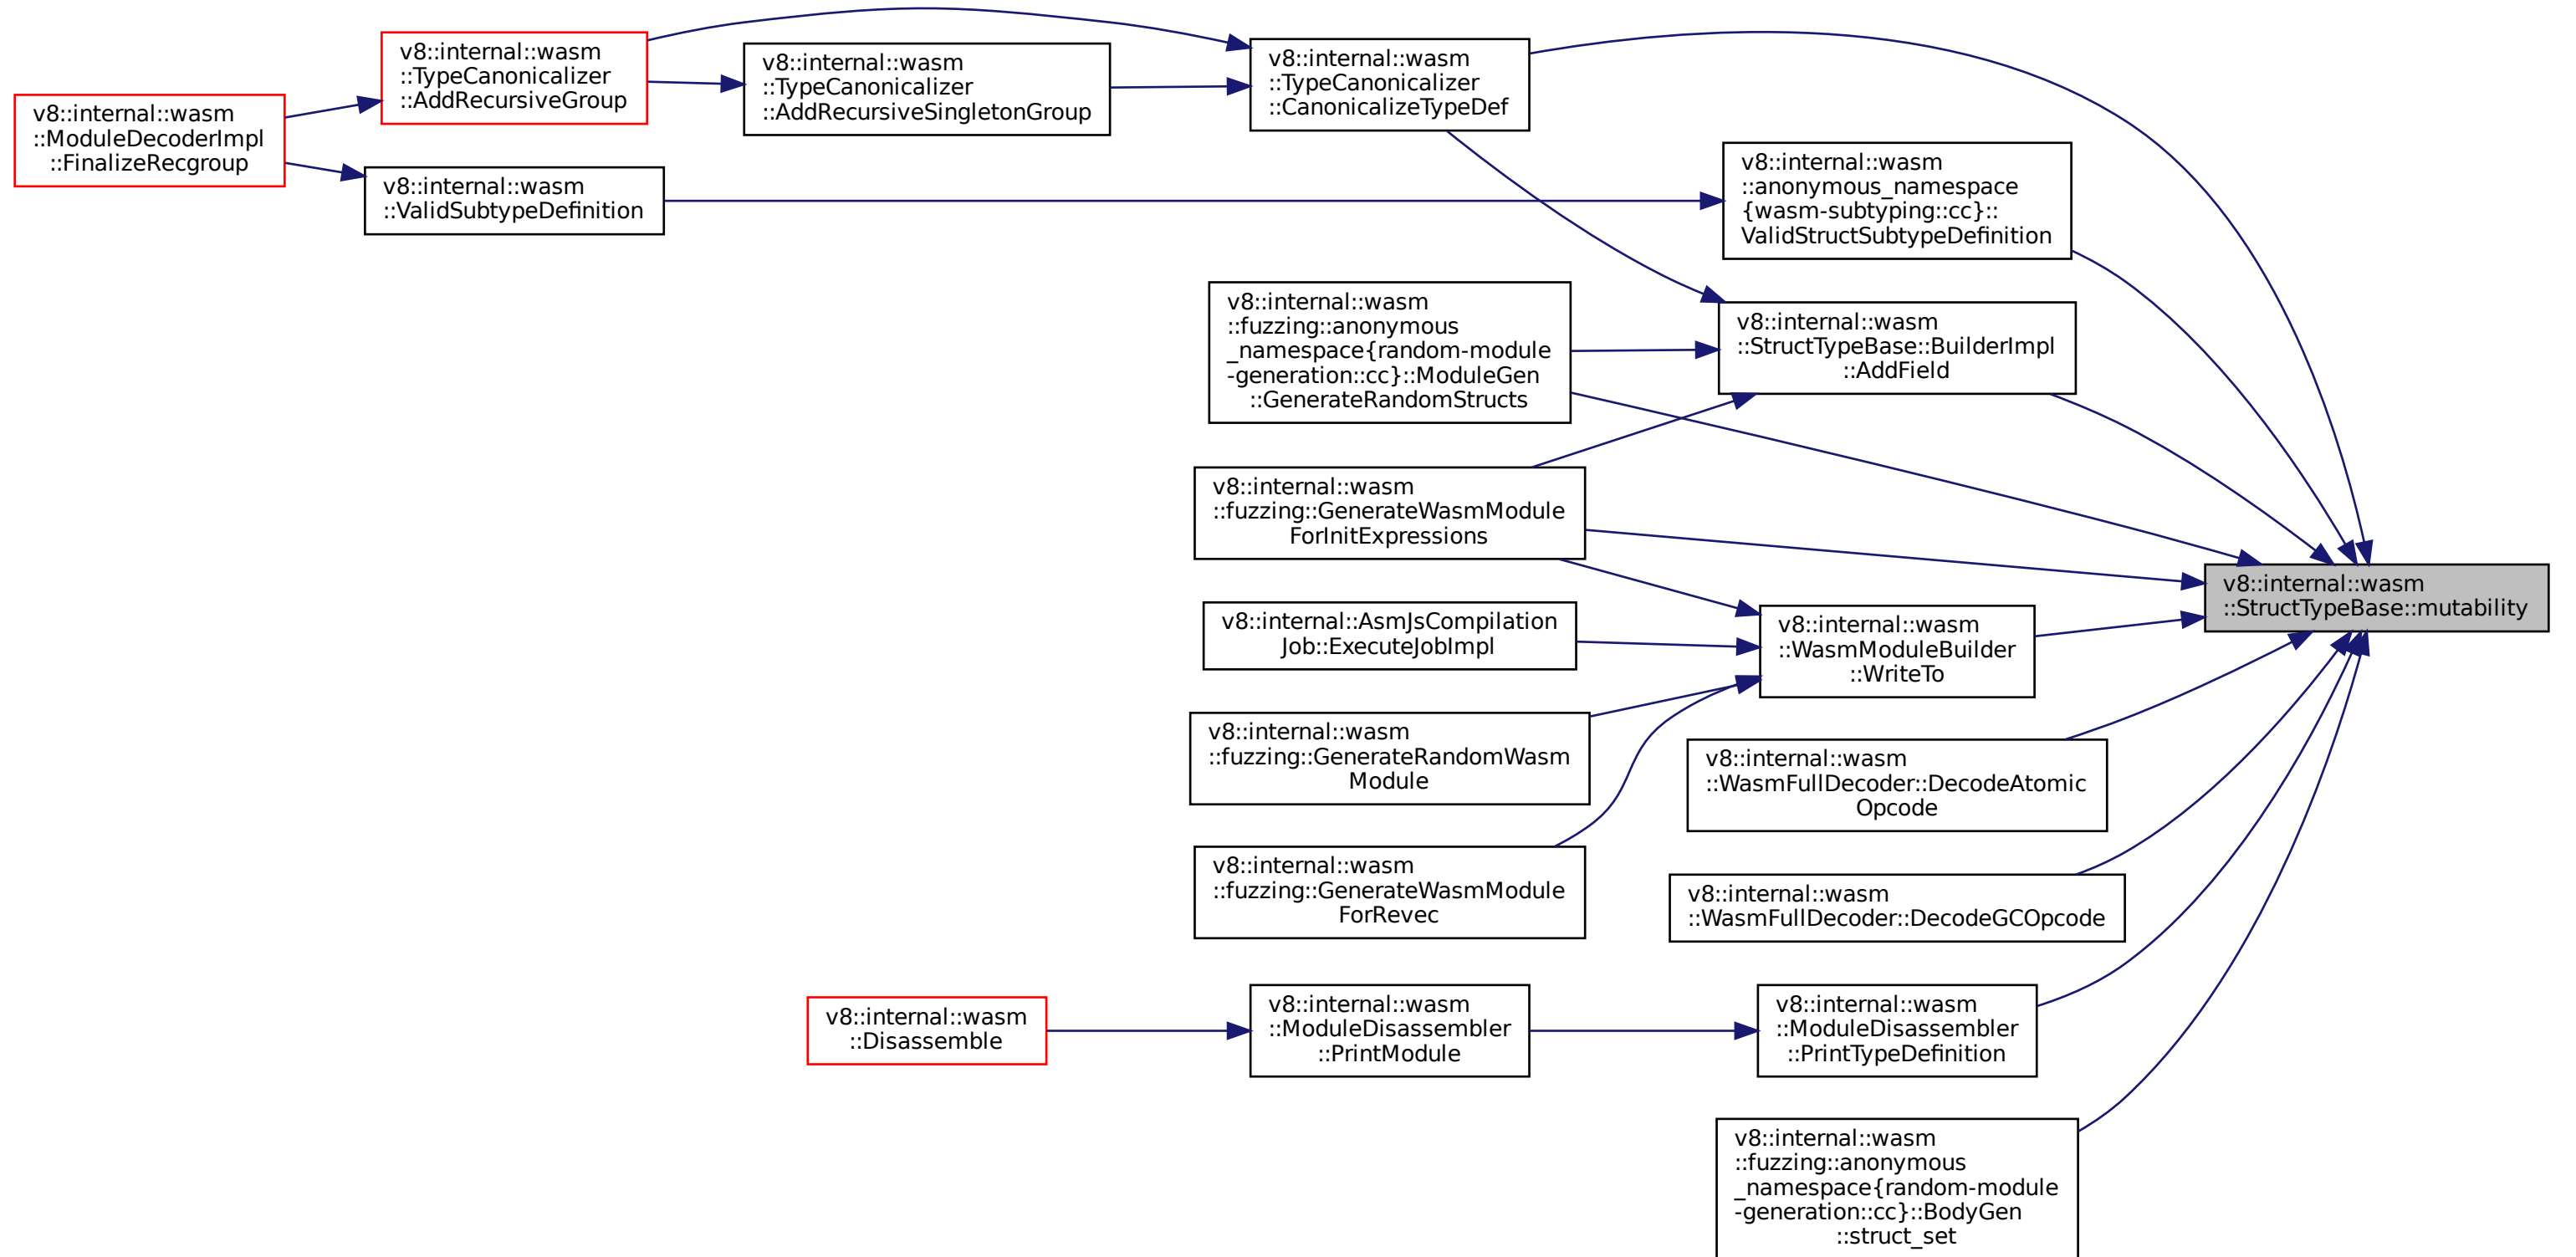 v8::internal::wasm
::TypeCanonicalizer
::AddRecursiveGroup
v8::internal::wasm
::TypeCanonicalizer
::AddRecursiveSingletonGroup
v8::internal::wasm
::TypeCanonicalizer
::CanonicalizeTypeDef
v8::internal::wasm
::ModuleDecoderImpl
::FinalizeRecgroup
v8::internal::wasm
::ValidSubtypeDefinition
v8::internal::wasm
::anonymous_namespace
{wasm-subtyping::cc}::
ValidStructSubtypeDefinition
v8::internal::wasm
::fuzzing::anonymous
_namespace{random-module
-generation::cc}::ModuleGen
::GenerateRandomStructs
v8::internal::wasm
::StructTypeBase::BuilderImpl
::AddField
v8::internal::wasm
::fuzzing::GenerateWasmModule
ForInitExpressions
v8::internal::wasm
::StructTypeBase::mutability
v8::internal::AsmJsCompilation
Job::ExecuteJobImpl
v8::internal::wasm
::WasmModuleBuilder
::WriteTo
v8::internal::wasm
::fuzzing::GenerateRandomWasm
Module
v8::internal::wasm
::WasmFullDecoder::DecodeAtomic
Opcode
v8::internal::wasm
::fuzzing::GenerateWasmModule
ForRevec
v8::internal::wasm
::WasmFullDecoder::DecodeGCOpcode
v8::internal::wasm
::Disassemble
v8::internal::wasm
::ModuleDisassembler
::PrintModule
v8::internal::wasm
::ModuleDisassembler
::PrintTypeDefinition
v8::internal::wasm
::fuzzing::anonymous
_namespace{random-module
-generation::cc}::BodyGen
::struct_set